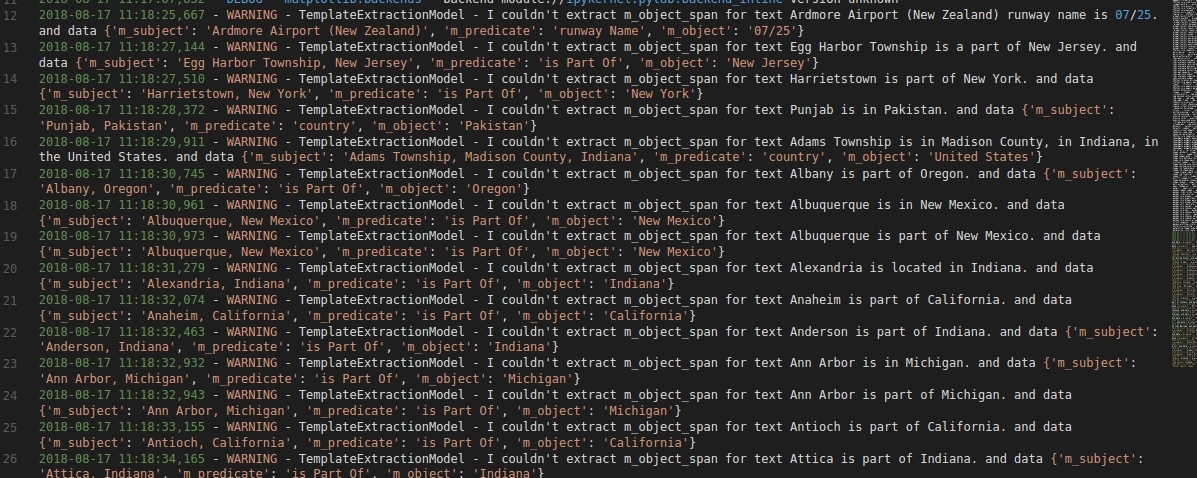 11 2018-08-17 11:17:07,852 - DEBUG - matplotlib.backends - backend module://ipykernel.pylab.backend_inline version unknown
12 2018-08-17 11:18:25,667 - WARNING - TemplateExtractionModel - I couldn't extract m_object_span for text Ardmore Airport (New Zealand) runway name is 07/25.
and data {'m_subject': 'Ardmore Airport (New Zealand)', 'm_predicate': 'runway Name', 'm_object': '07/25'}
13 2018-08-17 11:18:27,144 - WARNING - TemplateExtractionModel - I couldn't extract m_object_span for text Egg Harbor Township is a part of New Jersey. and
data {'m_subject': 'Egg Harbor Township, New Jersey', 'm_predicate': 'is Part Of', 'm_object': 'New Jersey'}
14 2018-08-17 11:18:27,510 - WARNING - TemplateExtractionModel - I couldn't extract m_object_span for text Harrietstown is part of New York. and data
{'m_subject': 'Harrietstown, New York', 'm_predicate': 'is Part Of', 'm_object': 'New York'}
15 2018-08-17 11:18:28,372 - WARNING - TemplateExtractionModel - I couldn't extract m_object_span for text Punjab is in Pakistan. and data {'m_subject':
'Punjab, Pakistan', 'm_predicate': 'country', 'm_object': 'Pakistan'}
16 2018-08-17 11:18:29,911 - WARNING - TemplateExtractionModel - I couldn't extract m_object_span for text Adams Township is in Madison County, in Indiana, in
the United States. and data {'m_subject': 'Adams Township, Madison County, Indiana', 'm_predicate': 'country', 'm_object': 'United States'}
17 2018-08-17 11:18:30,745 - WARNING - TemplateExtractionModel - I couldn't extract m_object_span for text Albany is part of Oregon. and data {'m_subject':
'Albany, Oregon', 'm_predicate': 'is Part Of', 'm_object': 'Oregon'}
18 2018-08-17 11:18:30,961 - WARNING - TemplateExtractionModel - I couldn't extract m_object_span for text Albuquerque is in New Mexico. and data
{'m_subject': 'Albuquerque, New Mexico', 'm_predicate': 'is Part Of', 'm_object': 'New Mexico'}
19 2018-08-17 11:18:30,973 - WARNING - TemplateExtractionModel - I couldn't extract m_object_span for text Albuquerque is part of New Mexico. and data
{'m_subject': 'Albuquerque, New Mexico', 'm_predicate': 'is Part Of', 'm_object': 'New Mexico'}
20 2018-08-17 11:18:31,279 - WARNING - TemplateExtractionModel - I couldn't extract m_object_span for text Alexandria is located in Indiana. and data
{'m_subject': 'Alexandria, Indiana', 'm_predicate': 'is Part Of', 'm_object': 'Indiana'}
21 2018-08-17 11:18:32,074 - WARNING - TemplateExtractionModel - I couldn't extract m_object_span for text Anaheim is part of California. and data
{'m_subject': 'Anaheim, California', 'm_predicate': 'is Part Of', 'm_object': 'California'}
22 2018-08-17 11:18:32,463 - WARNING - TemplateExtractionModel - I couldn't extract m_object_span for text Anderson is part of Indiana. and data {'m_subject':
'Anderson, Indiana', 'm_predicate': 'is Part Of', 'm_object': 'Indiana'}
23 2018-08-17 11:18:32,932 - WARNING - TemplateExtractionModel - I couldn't extract m_object_span for text Ann Arbor is in Michigan. and data {'m_subject':
'Ann Arbor, Michigan', 'm_predicate': 'is Part Of', 'm_object': 'Michigan'}
24 2018-08-17 11:18:32,943 - WARNING - TemplateExtractionModel - I couldn't extract m_object_span for text Ann Arbor is part of Michigan. and data
{'m_subject': 'Ann Arbor, Michigan', 'm_predicate': 'is Part Of', 'm_object': 'Michigan'}
25 2018-08-17 11:18:33,155 - WARNING - TemplateExtractionModel - I couldn't extract m_object_span for text Antioch is part of California. and data
{'m_subject': 'Antioch, California', 'm_predicate': 'is Part Of', 'm_object': 'California'}
26 2018-08-17 11:18:34,165 - WARNING - TemplateExtractionModel - I couldn't extract m_object_span for text Attica is part of Indiana. and data {'m_subject':
'Attica, Indiana', 'm_predicate': 'is Part Of', 'm_object': 'Indiana'}